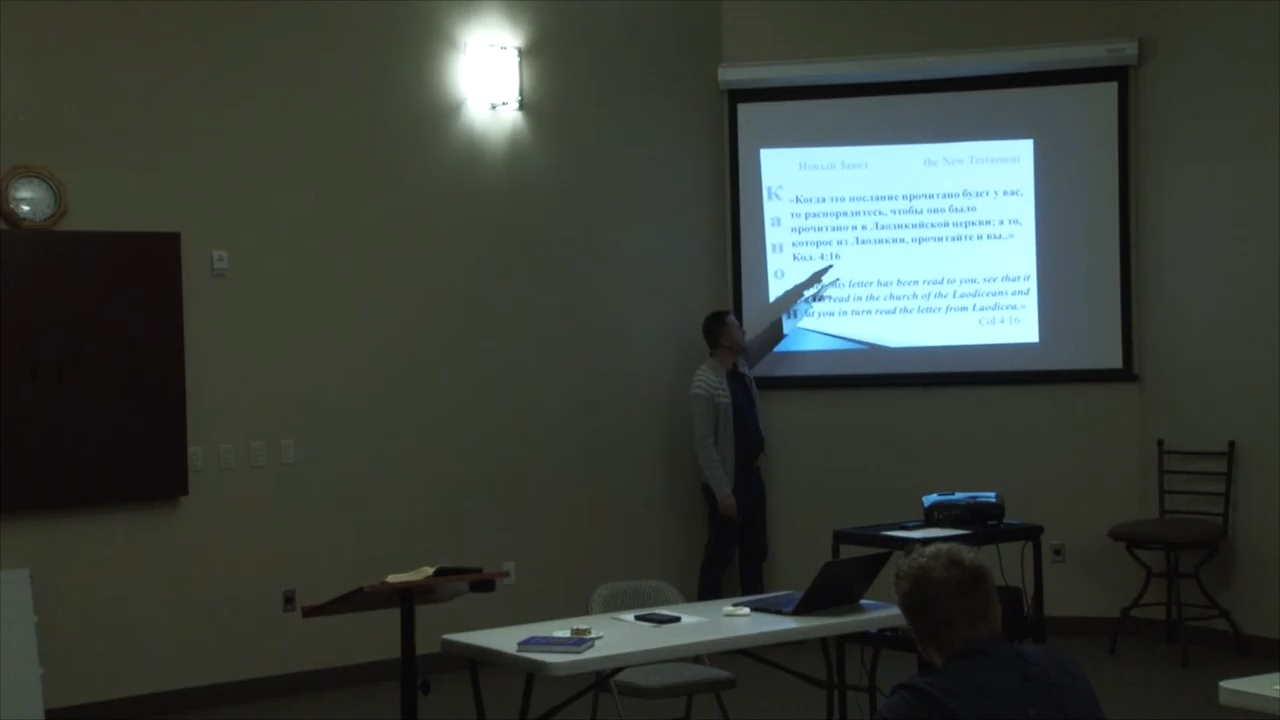 Новый Завет the New Testament
К
а
н
о
н
«Когда это послание прочитано будет у вас,
то распорядитесь, чтобы оно было
прочитано и в Лаодикийской церкви; а то,
которое из Лаодикии, прочитайте и вы..»
Кол. 4:16
his letter has been read to you, see that it
read in the church of the Laodiceans and
you in turn read the letter from Laodicea.»
Col 4:16